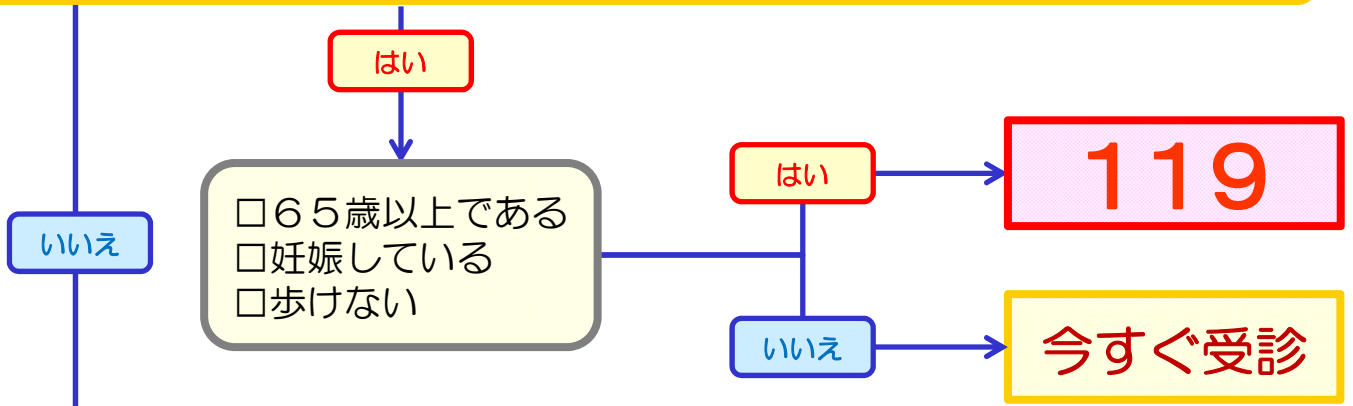 はい
はい
119
□65歳以上である
□妊娠している
□歩けない
いいえ
いいえ
今すぐ受診